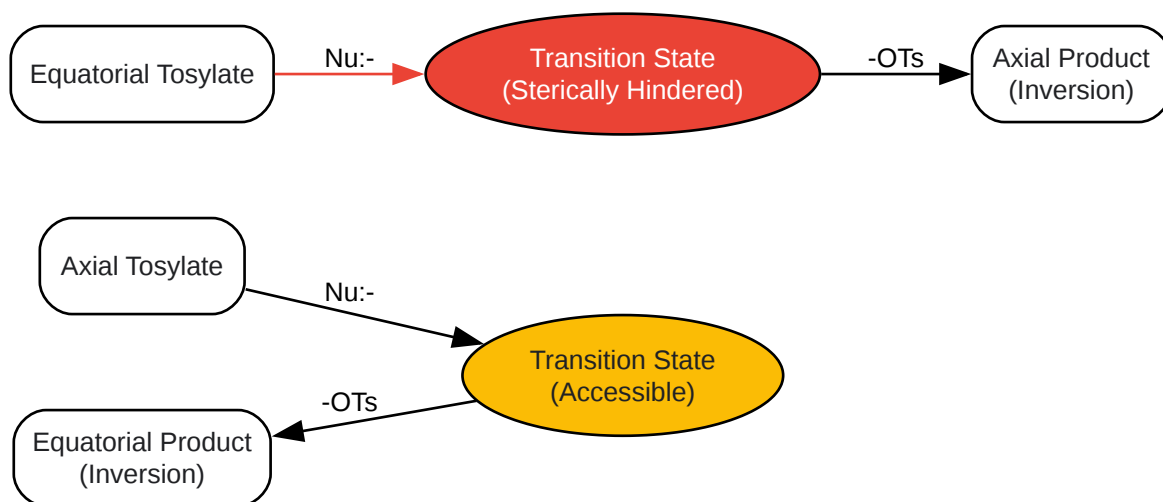 Equatorial Tosylate
Nu:-
Transition State
(Sterically Hindered)
-OTs
Axial Product
(Inversion)
Axial Tosylate
Nu:-
Transition State
(Accessible)
-OTs
Equatorial Product
(Inversion)